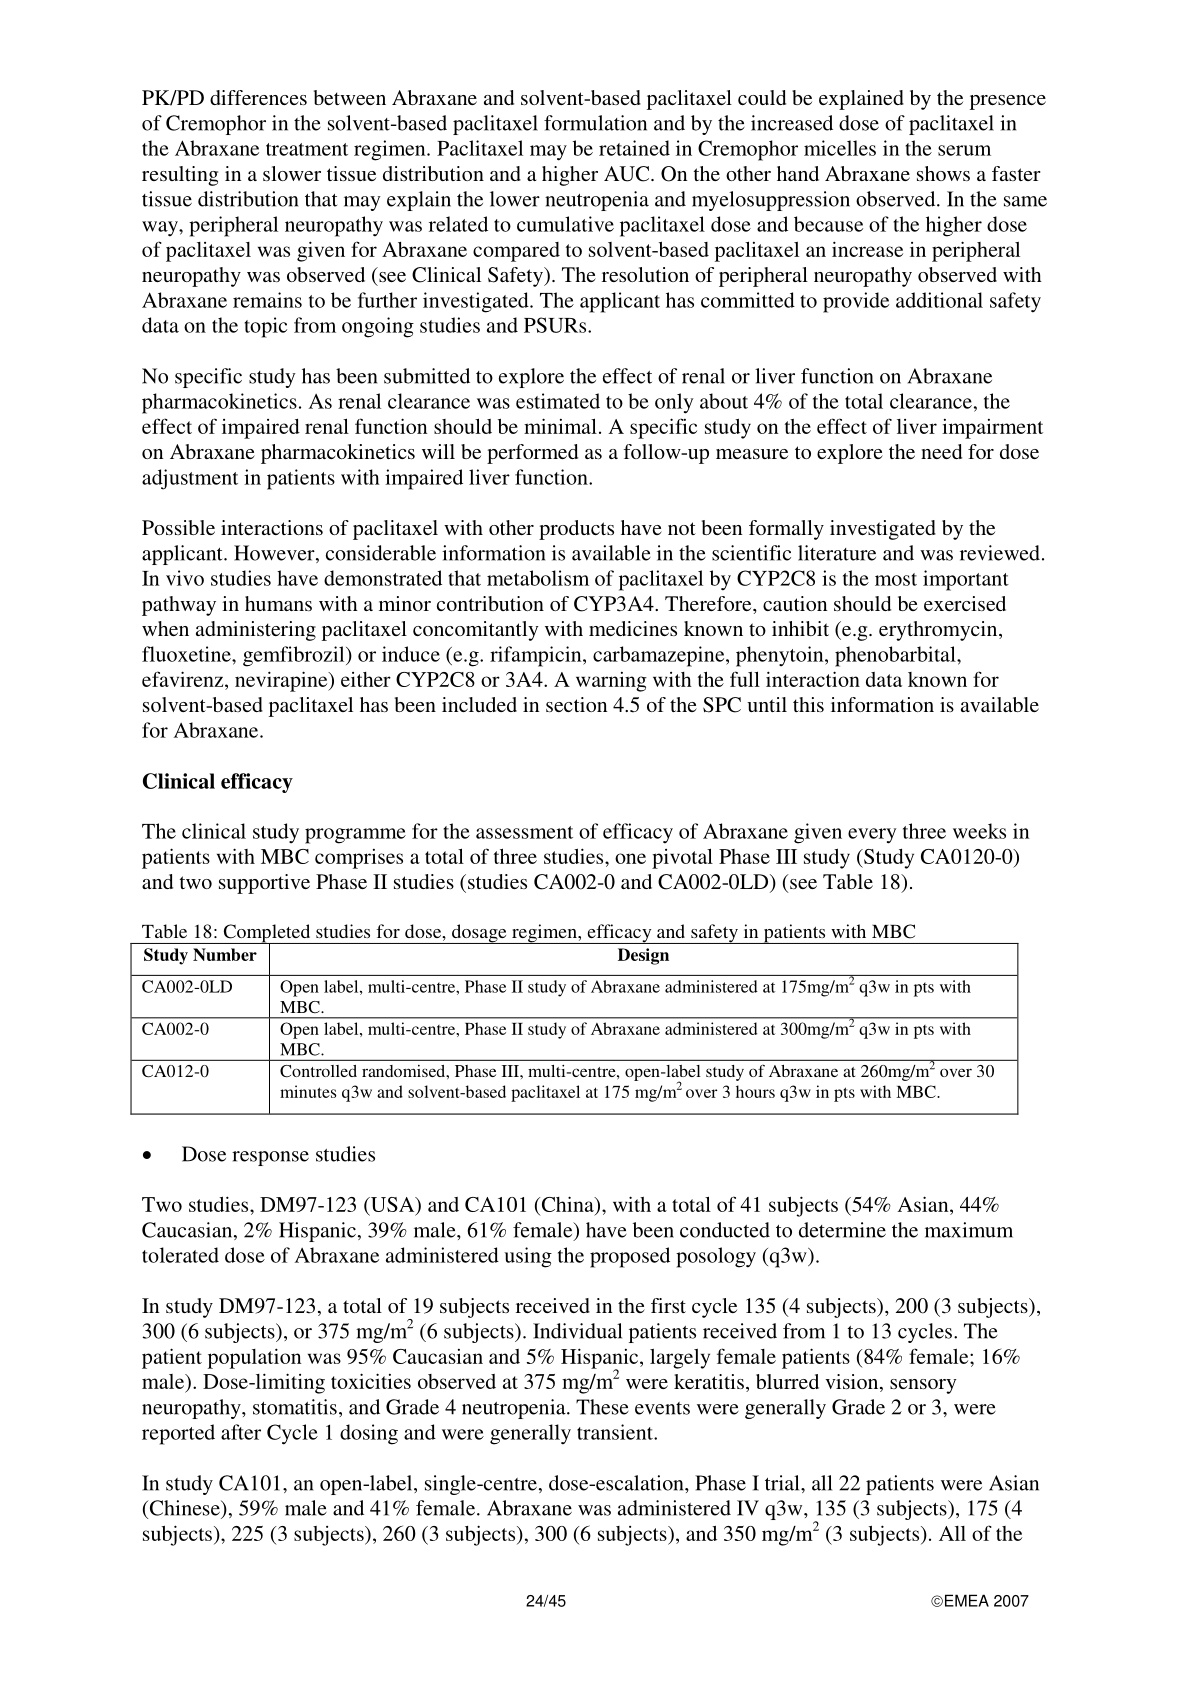 PK/PD differences between Abraxane and solvent-based paclitaxel could be explained by the presence
of Cremophor in the solvent-based paclitaxel formulation and by the increased dose of paclitaxel in
the Abraxane treatment regimen. Paclitaxel may be retained in Cremophor micelles in the serum
resulting in a slower tissue distribution and a higher AUC. On the other hand Abraxane shows a faster
tissue distribution that may explain the lower neutropenia and myelosuppression observed. In the same
way, peripheral neuropathy was related to cumulative paclitaxel dose and because of the higher dose
of paclitaxel was given for Abraxane compared to solvent-based paclitaxel an increase in peripheral
neuropathy was observed (see Clinical Safety). The resolution of peripheral neuropathy observed with
Abraxane remains to be further investigated. The applicant has committed to provide additional safety
data on the topic from ongoing studies and PSURs.
No specific study has been submitted to explore the effect of renal or liver function on Abraxane
pharmacokinetics. As renal clearance was estimated to be only about 4% of the total clearance, the
effect of impaired renal function should be minimal. A specific study on the effect of liver impairment
on Abraxane pharmacokinetics will be performed as a follow-up measure to explore the need for dose
adjustment in patients with impaired liver function.
Possible interactions of paclitaxel with other products have not been formally investigated by the
applicant. However, considerable information is available in the scientific literature and was reviewed.
In vivo studies have demonstrated that metabolism of paclitaxel by CYP2C8 is the most important
pathway in humans with a minor contribution of CYP3A4. Therefore, caution should be exercised
when administering paclitaxel concomitantly with medicines known to inhibit (e.g. erythromycin,
fluoxetine, gemfibrozil) or induce (e.g. rifampicin, carbamazepine, phenytoin, phenobarbital,
efavirenz, nevirapine) either CYP2C8 or 3A4. A warning with the full interaction data known for
solvent-based paclitaxel has been included in section 4.5 of the SPC until this information is available
for Abraxane.
Clinical efficacy
The clinical study programme for the assessment of efficacy of Abraxane given every three weeks in
patients with MBC comprises a total of three studies, one pivotal Phase III study (Study CA0120-0)
and two supportive Phase II studies (studies CA002-0 and CA002-0LD) (see Table 18).
Table 18: Completed studies for dose, dosage regimen, efficacy and safety in patients with MBC
Study Number Design
CA002-0LD Open label, multi-centre, Phase II study of Abraxane administered at 175mg/m² q3w in pts with
MBC.
CA002-0 Open label, multi-centre, Phase II study of Abraxane administered at 300mg/m² q3w in pts with
MBC.
CA012-0 Controlled randomised, Phase III, multi-centre, open-label study of Abraxane at 260mg/m² over 30
minutes q3w and solvent-based paclitaxel at 175 mg/m² over 3 hours q3w in pts with MBC.
• Dose response studies
Two studies, DM97-123 (USA) and CA101 (China), with a total of 41 subjects (54% Asian, 44%
Caucasian, 2% Hispanic, 39% male, 61% female) have been conducted to determine the maximum
tolerated dose of Abraxane administered using the proposed posology (q3w).
In study DM97-123, a total of 19 subjects received in the first cycle 135 (4 subjects), 200 (3 subjects),
300 (6 subjects), or 375 mg/m² (6 subjects). Individual patients received from 1 to 13 cycles. The
patient population was 95% Caucasian and 5% Hispanic, largely female patients (84% female; 16%
male). Dose-limiting toxicities observed at 375 mg/m² were keratitis, blurred vision, sensory
neuropathy, stomatitis, and Grade 4 neutropenia. These events were generally Grade 2 or 3, were
reported after Cycle 1 dosing and were generally transient.
In study CA101, an open-label, single-centre, dose-escalation, Phase I trial, all 22 patients were Asian
(Chinese), 59% male and 41% female. Abraxane was administered IV q3w, 135 (3 subjects), 175 (4
subjects), 225 (3 subjects), 260 (3 subjects), 300 (6 subjects), and 350 mg/m² (3 subjects). All of the
24/45 ©EMEA 2007